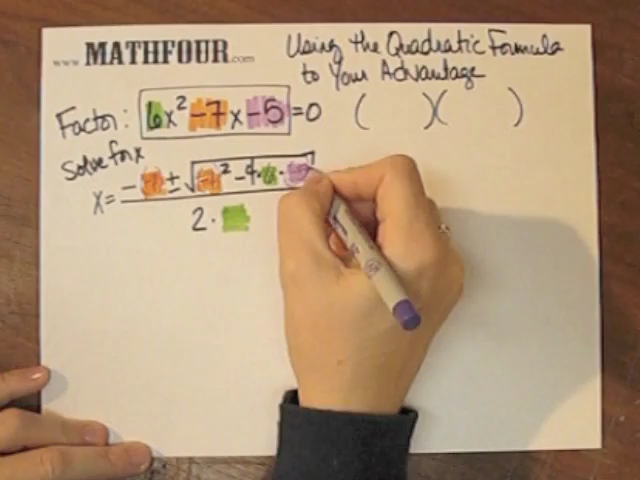 www.MATHFOUR.com
Using the Quadratic Formula
to Your Advantage
Factor: 6x² -7x -5 =0 ( )( )
Solve for x
x= - ± √ ² -4· ·
2 ·